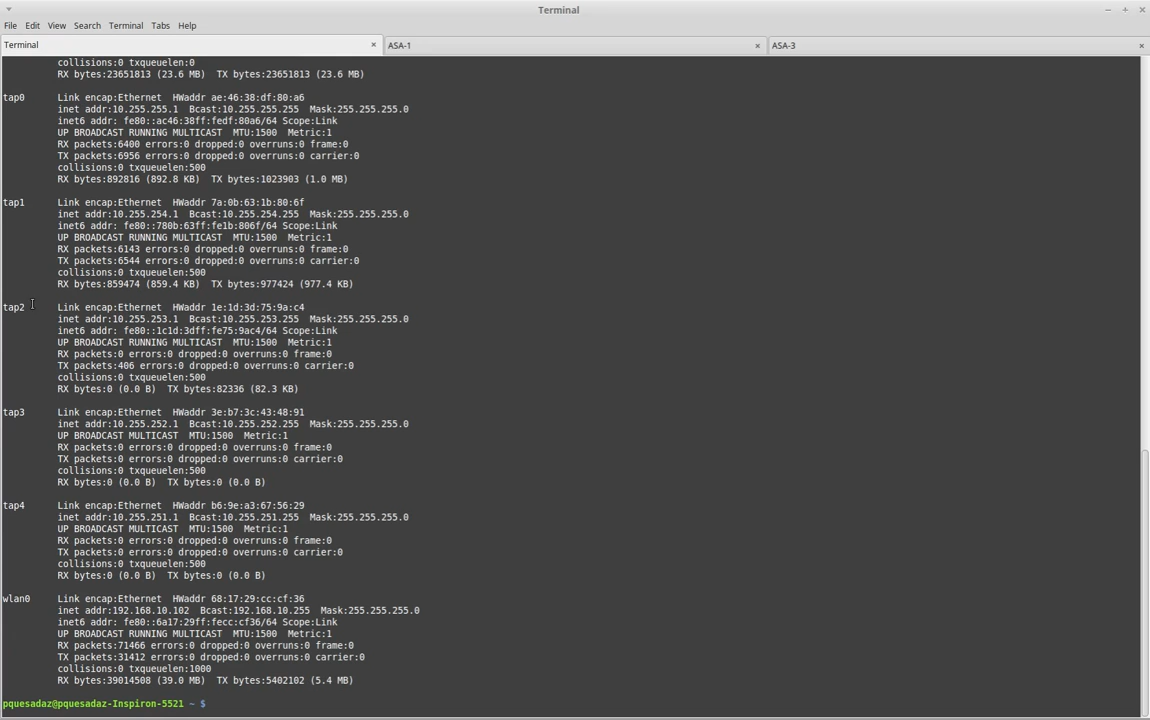 Terminal
File Edit View Search Terminal Tabs Help
Terminal ASA-1 ASA-3
collisions:0 txqueuelen:0
RX bytes:23651813 (23.6 MB)  TX bytes:23651813 (23.6 MB)
tap0      Link encap:Ethernet  HWaddr ae:46:38:df:80:a6
inet addr:10.255.255.1  Bcast:10.255.255.255  Mask:255.255.255.0
inet6 addr: fe80::ac46:38ff:fedf:80a6/64 Scope:Link
UP BROADCAST RUNNING MULTICAST  MTU:1500  Metric:1
RX packets:6400 errors:0 dropped:0 overruns:0 frame:0
TX packets:6956 errors:0 dropped:0 overruns:0 carrier:0
collisions:0 txqueuelen:500
RX bytes:892816 (892.8 KB)  TX bytes:1023903 (1.0 MB)
tap1      Link encap:Ethernet  HWaddr 7a:0b:63:1b:80:6f
inet addr:10.255.254.1  Bcast:10.255.254.255  Mask:255.255.255.0
inet6 addr: fe80::780b:63ff:fe1b:806f/64 Scope:Link
UP BROADCAST RUNNING MULTICAST  MTU:1500  Metric:1
RX packets:6143 errors:0 dropped:0 overruns:0 frame:0
TX packets:6544 errors:0 dropped:0 overruns:0 carrier:0
collisions:0 txqueuelen:500
RX bytes:859474 (859.4 KB)  TX bytes:977424 (977.4 KB)
tap2      Link encap:Ethernet  HWaddr 1e:1d:3d:75:9a:c4
inet addr:10.255.253.1  Bcast:10.255.253.255  Mask:255.255.255.0
inet6 addr: fe80::1c1d:3dff:fe75:9ac4/64 Scope:Link
UP BROADCAST RUNNING MULTICAST  MTU:1500  Metric:1
RX packets:0 errors:0 dropped:0 overruns:0 frame:0
TX packets:406 errors:0 dropped:0 overruns:0 carrier:0
collisions:0 txqueuelen:500
RX bytes:0 (0.0 B)  TX bytes:82336 (82.3 KB)
tap3      Link encap:Ethernet  HWaddr 3e:b7:3c:43:48:91
inet addr:10.255.252.1  Bcast:10.255.252.255  Mask:255.255.255.0
UP BROADCAST MULTICAST  MTU:1500  Metric:1
RX packets:0 errors:0 dropped:0 overruns:0 frame:0
TX packets:0 errors:0 dropped:0 overruns:0 carrier:0
collisions:0 txqueuelen:500
RX bytes:0 (0.0 B)  TX bytes:0 (0.0 B)
tap4      Link encap:Ethernet  HWaddr b6:9e:a3:67:56:29
inet addr:10.255.251.1  Bcast:10.255.251.255  Mask:255.255.255.0
UP BROADCAST MULTICAST  MTU:1500  Metric:1
RX packets:0 errors:0 dropped:0 overruns:0 frame:0
TX packets:0 errors:0 dropped:0 overruns:0 carrier:0
collisions:0 txqueuelen:500
RX bytes:0 (0.0 B)  TX bytes:0 (0.0 B)
wlan0     Link encap:Ethernet  HWaddr 68:17:29:cc:cf:36
inet addr:192.168.10.102  Bcast:192.168.10.255  Mask:255.255.255.0
inet6 addr: fe80::6a17:29ff:fecc:cf36/64 Scope:Link
UP BROADCAST RUNNING MULTICAST  MTU:1500  Metric:1
RX packets:71466 errors:0 dropped:0 overruns:0 frame:0
TX packets:31412 errors:0 dropped:0 overruns:0 carrier:0
collisions:0 txqueuelen:1000
RX bytes:39014508 (39.0 MB)  TX bytes:5402102 (5.4 MB)
pquesadaz@pquesadaz-Inspiron-5521 ~ $